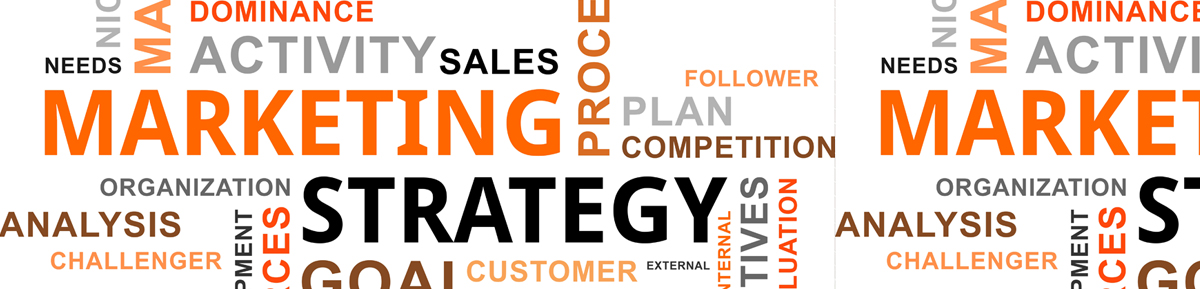 DOMINANCE
NIC
MA
ACTIVITY
NEEDS
SALES
PROCE
FOLLOWER
MARKETING
PLAN
COMPETITION
ORGANIZATION
STRATEGY
ANALYSIS
CHALLENGER
PMENT
RCES
GOAL
CUSTOMER
EXTERNAL
NTERNAL
TIVES
LUATION
DOMINANCE
NIC
MA
ACTIVI
NEEDS
MARKET
ORGANIZATION
ST
ANALYSIS
CHALLENGER
PMENT
RCES
GO